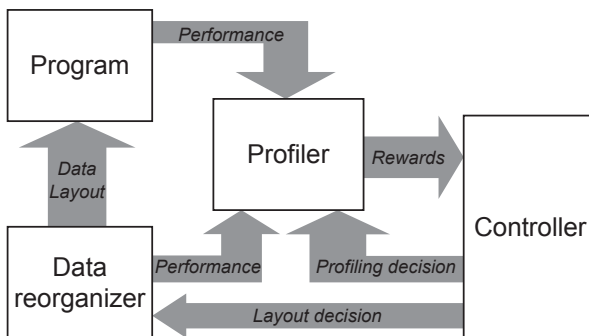 Performance
Program
Profiler
Rewards
Data
Layout
Controller
Data
reorganizer
Performance
Profiling decision
Layout decision